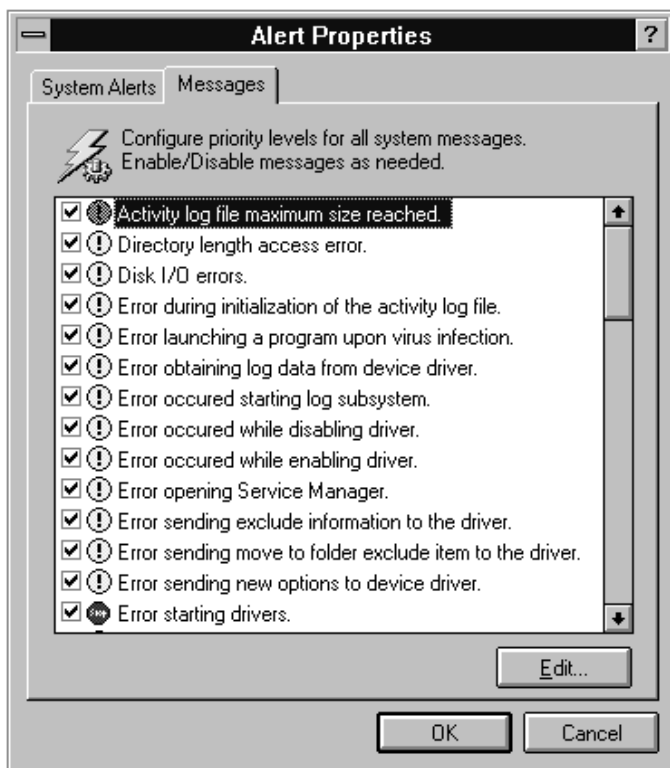 Alert Properties
?
System Alerts
Messages
Configure priority levels for all system messages.
Enable/Disable messages as needed.
Activity log file maximum size reached.
Directory length access error.
Disk I/O errors.
Error during initialization of the activity log file.
Error launching a program upon virus infection.
Error obtaining log data from device driver.
Error occured starting log subsystem.
Error occured while disabling driver.
Error occured while enabling driver.
Error opening Service Manager.
Error sending exclude information to the driver.
Error sending move to folder exclude item to the driver.
Error sending new options to device driver.
Error starting drivers.
Edit...
OK
Cancel